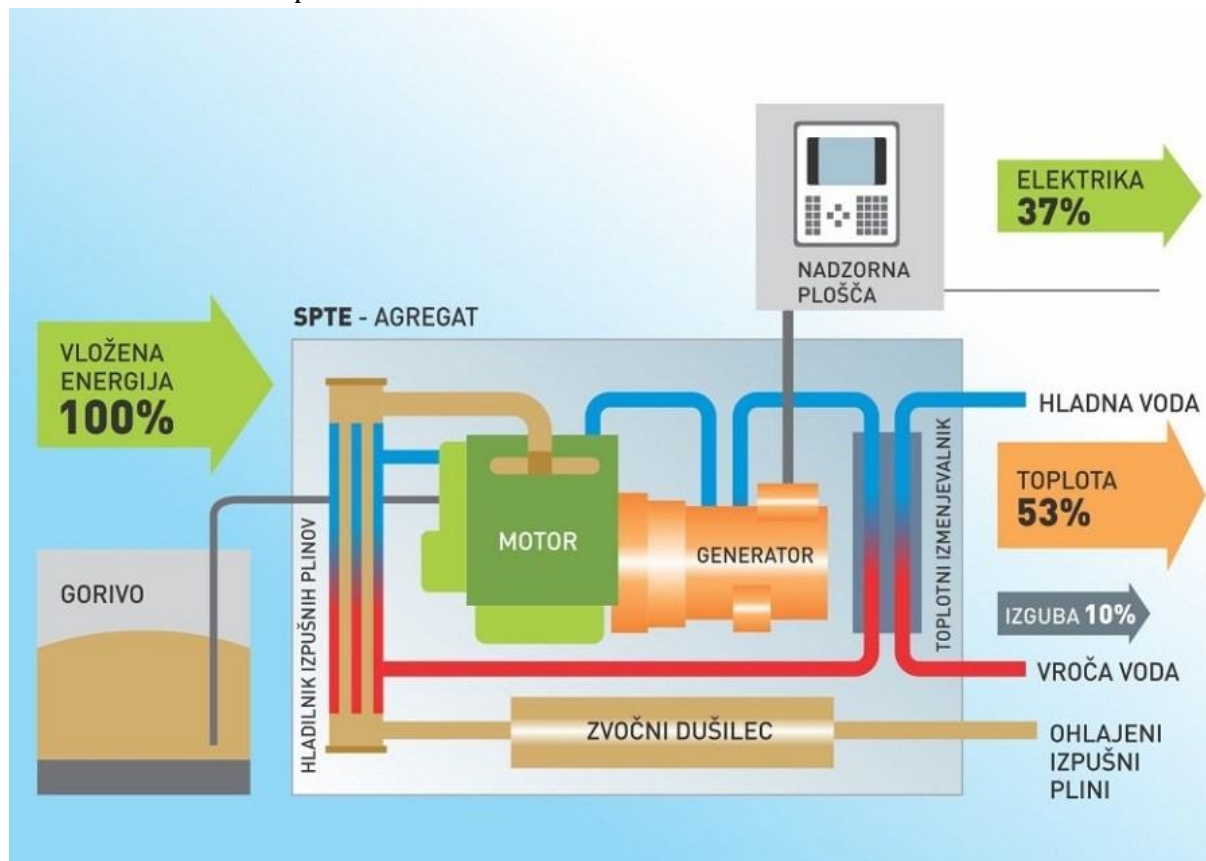 ELEKTRIKA
37%
NADZORNA
PLOŠČA
SPTE - AGREGAT
VLOŽENA
ENERGIJA
100%
HLADNA VODA
TOPLOTA
53%
HLADILNIK IZPUŠNIH PLINOV
MOTOR
GENERATOR
TOPLOTNI IZMENJEVALNIK
GORIVO
IZGUBA 10%
VROČA VODA
ZVOČNI DUŠILEC
OHLAJENI
IZPUŠNI
PLINI